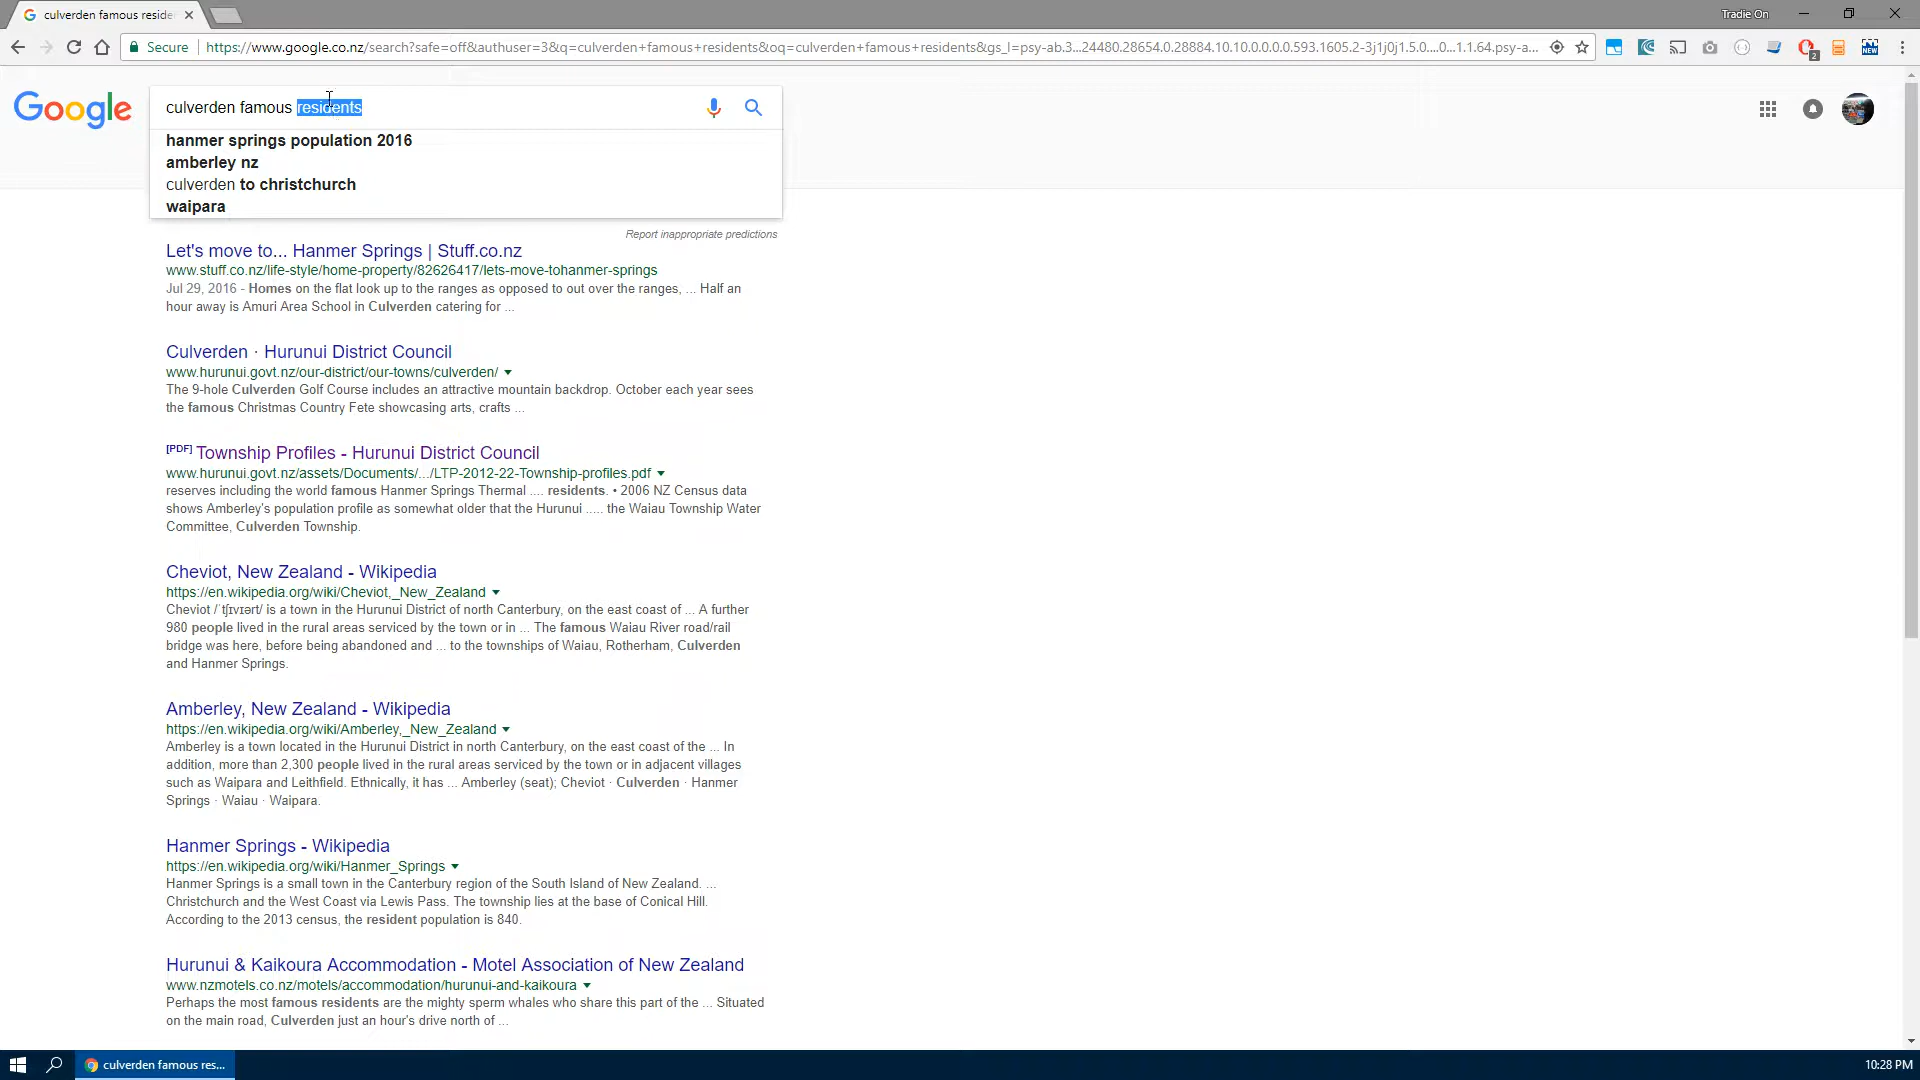 culverden famous reside
Tradie On
Secure
https://www.google.co.nz/search?safe=off&authuser=3&q=culverden+famous+residents&oq=culverden+famous+residents&gs_l=psy-ab.3...24480.28654.0.28884.10.10.0.0.0.0.593.1605.2-3j1j0j1.5.0....0...1.1.64.psy-a...
2
NEW
Google
culverden famous residents
hanmer springs population 2016
amberley nz
culverden to christchurch
waipara
Report inappropriate predictions
Let's move to... Hanmer Springs | Stuff.co.nz
www.stuff.co.nz/life-style/home-property/82626417/lets-move-tohanmer-springs
Jul 29, 2016 - Homes on the flat look up to the ranges as opposed to out over the ranges, ... Half an
hour away is Amuri Area School in Culverden catering for ...
Culverden · Hurunui District Council
www.hurunui.govt.nz/our-district/our-towns/culverden/
The 9-hole Culverden Golf Course includes an attractive mountain backdrop. October each year sees
the famous Christmas Country Fete showcasing arts, crafts ...
[PDF] Township Profiles - Hurunui District Council
www.hurunui.govt.nz/assets/Documents/.../LTP-2012-22-Township-profiles.pdf
reserves including the world famous Hanmer Springs Thermal .... residents. • 2006 NZ Census data
shows Amberley's population profile as somewhat older that the Hurunui ..... the Waiau Township Water
Committee, Culverden Township.
Cheviot, New Zealand - Wikipedia
https://en.wikipedia.org/wiki/Cheviot,_New_Zealand
Cheviot /ˈtʃɪvɪərt/ is a town in the Hurunui District of north Canterbury, on the east coast of ... A further
980 people lived in the rural areas serviced by the town or in ... The famous Waiau River road/rail
bridge was here, before being abandoned and ... to the townships of Waiau, Rotherham, Culverden
and Hanmer Springs.
Amberley, New Zealand - Wikipedia
https://en.wikipedia.org/wiki/Amberley,_New_Zealand
Amberley is a town located in the Hurunui District in north Canterbury, on the east coast of the ... In
addition, more than 2,300 people lived in the rural areas serviced by the town or in adjacent villages
such as Waipara and Leithfield. Ethnically, it has ... Amberley (seat); Cheviot · Culverden · Hanmer
Springs · Waiau · Waipara.
Hanmer Springs - Wikipedia
https://en.wikipedia.org/wiki/Hanmer_Springs
Hanmer Springs is a small town in the Canterbury region of the South Island of New Zealand. ...
Christchurch and the West Coast via Lewis Pass. The township lies at the base of Conical Hill.
According to the 2013 census, the resident population is 840.
Hurunui & Kaikoura Accommodation - Motel Association of New Zealand
www.nzmotels.co.nz/motels/accommodation/hurunui-and-kaikoura
Perhaps the most famous residents are the mighty sperm whales who share this part of the ... Situated
on the main road, Culverden just an hour's drive north of ...
culverden famous res...
10:28 PM